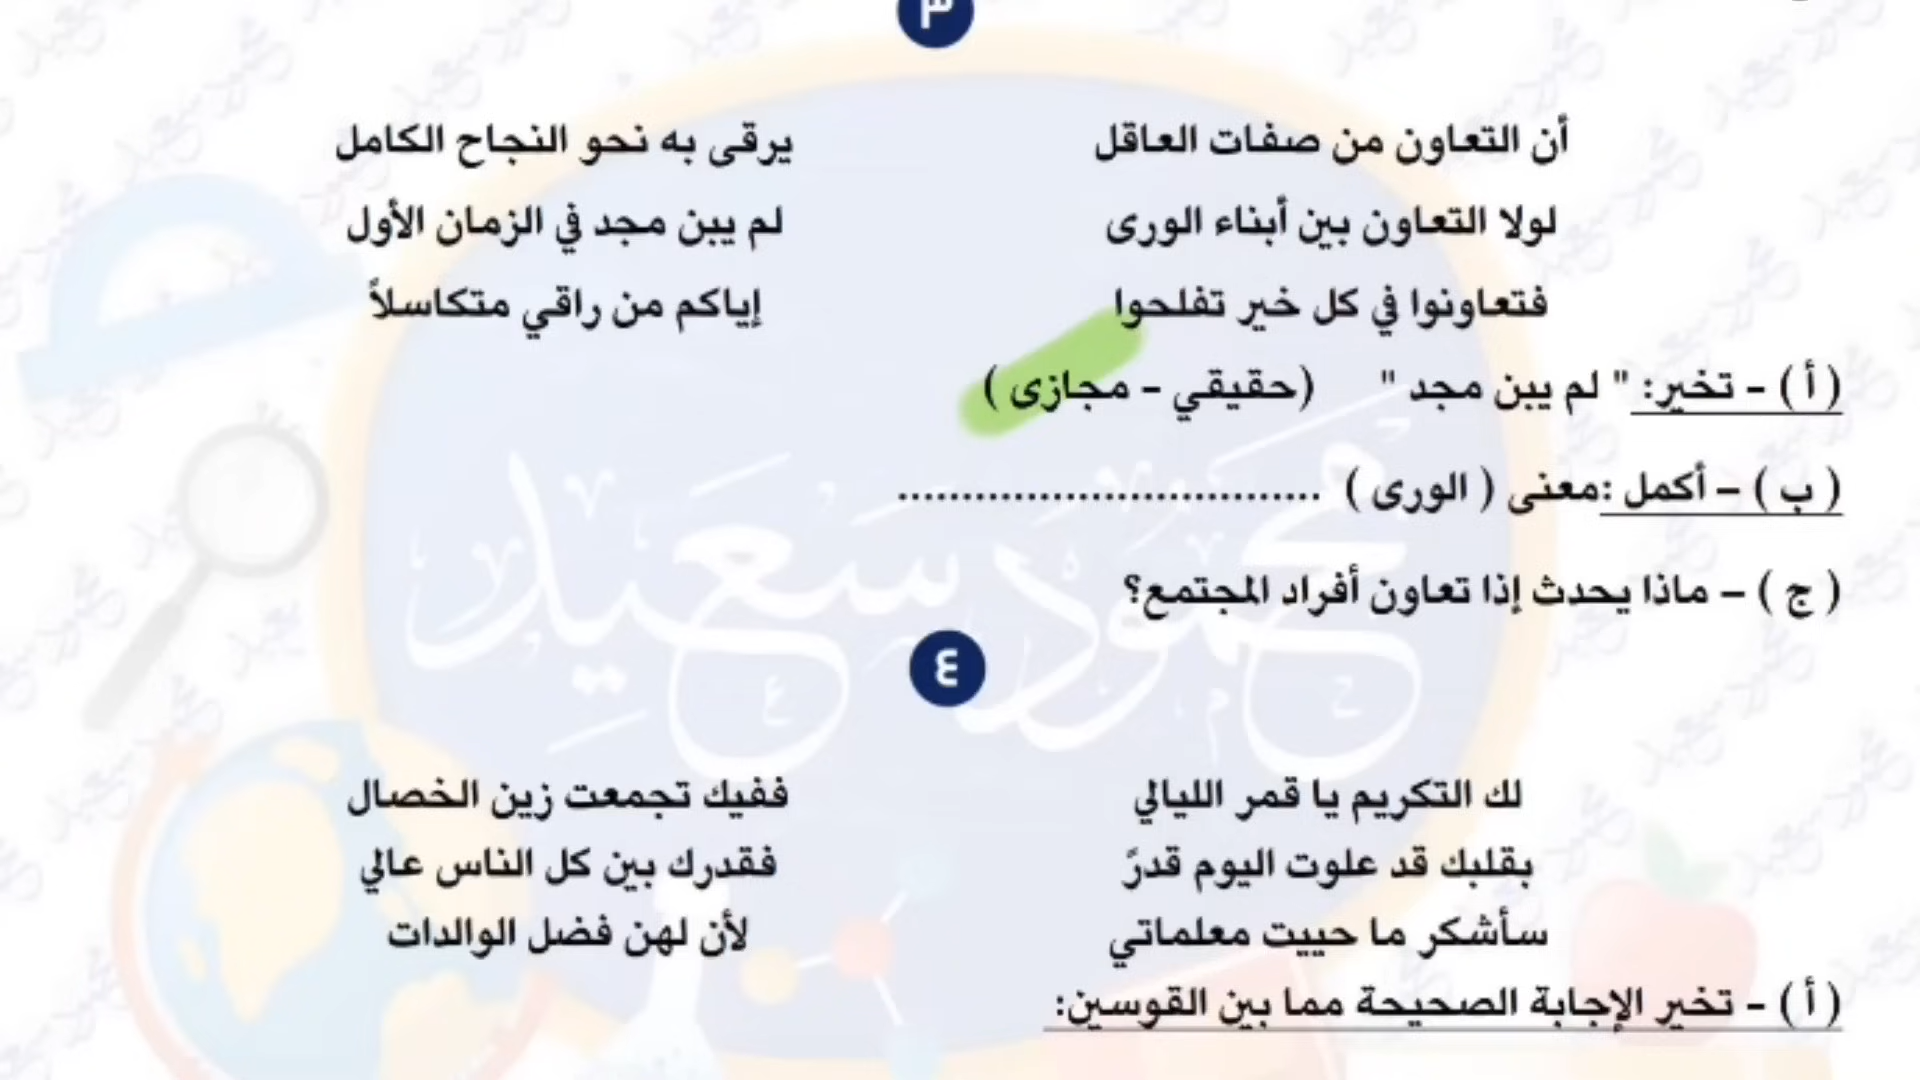 ٣
أن التعاون من صفات العاقل يرقى به نحو النجاح الكامل
لولا التعاون بين أبناء الورى لم يبن مجد في الزمان الأول
فتعاونوا في كل خير تفلحوا إياكم من راقي متكاسلاً
( أ ) - تخير: " لم يبن مجد " (حقيقي - مجازى )
( ب ) - أكمل :معنى ( الورى ) .................................
( ج ) - ماذا يحدث إذا تعاون أفراد المجتمع؟
محمود سعيد
٤
لك التكريم يا قمر الليالي ففيك تجمعت زين الخصال
بقلبك قد علوت اليوم قدرً فقدرك بين كل الناس عالي
سأشكر ما حييت معلماتي لأن لهن فضل الوالدات
( أ ) - تخير الإجابة الصحيحة مما بين القوسين: